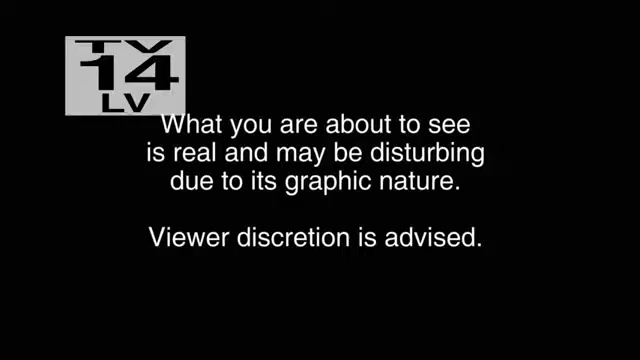 TV
14
LV
What you are about to see
is real and may be disturbing
due to its graphic nature.
Viewer discretion is advised.